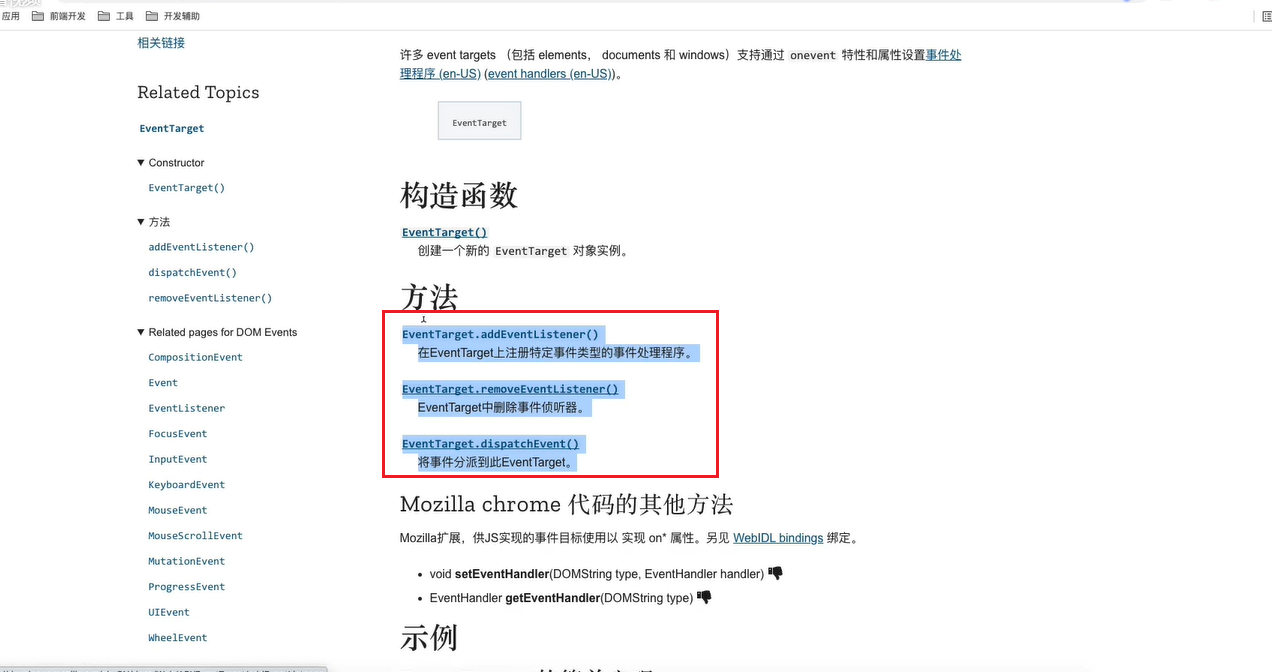 应用 前端开发 工具 开发辅助
相关链接
Related Topics
EventTarget
▼ Constructor
EventTarget()
▼ 方法
addEventListener()
dispatchEvent()
removeEventListener()
▼ Related pages for DOM Events
CompositionEvent
Event
EventListener
FocusEvent
InputEvent
KeyboardEvent
MouseEvent
MouseScrollEvent
MutationEvent
ProgressEvent
UIEvent
WheelEvent
许多 event targets （包括 elements， documents 和 windows）支持通过 onevent 特性和属性设置事件处
理程序 (en-US) (event handlers (en-US))。
EventTarget
构造函数
EventTarget()
创建一个新的 EventTarget 对象实例。
方法
EventTarget.addEventListener()
在EventTarget上注册特定事件类型的事件处理程序。
EventTarget.removeEventListener()
EventTarget中删除事件侦听器。
EventTarget.dispatchEvent()
将事件分派到此EventTarget。
Mozilla chrome 代码的其他方法
Mozilla扩展，供JS实现的事件目标使用以 实现 on* 属性。另见 WebIDL bindings 绑定。
• void setEventHandler(DOMString type, EventHandler handler)
• EventHandler getEventHandler(DOMString type)
示例